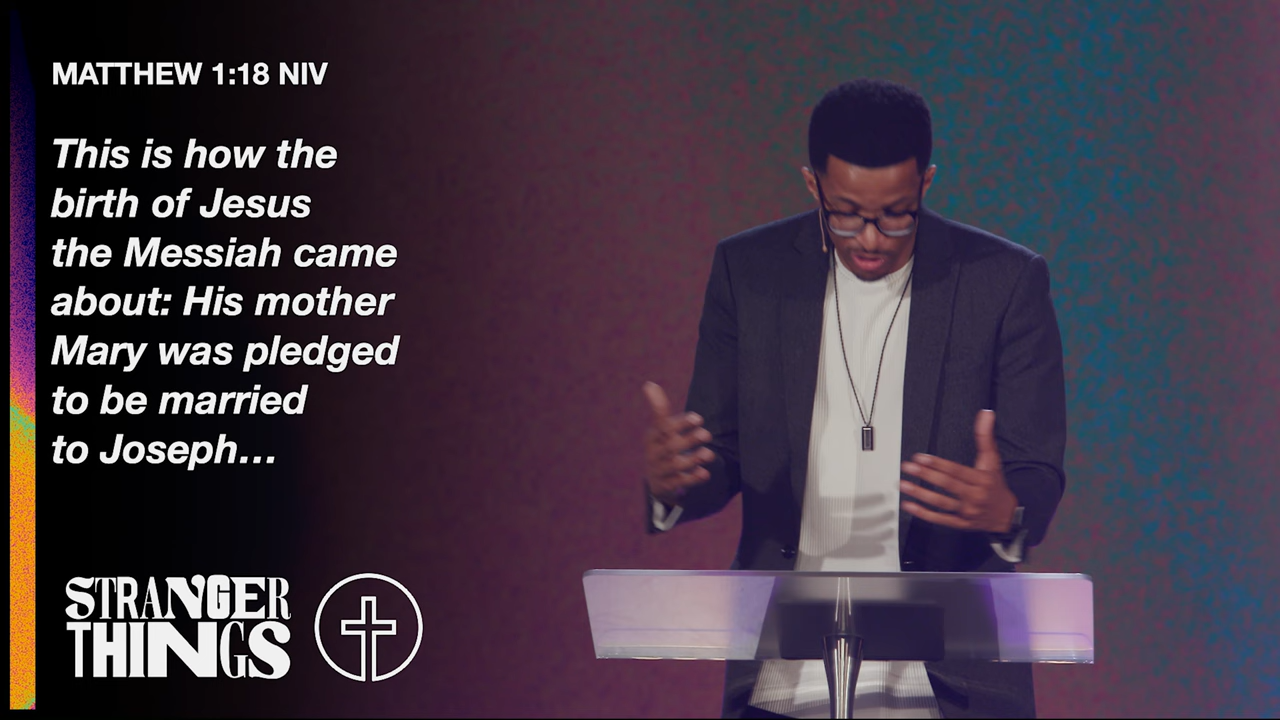 MATTHEW 1:18 NIV
This is how the
birth of Jesus
the Messiah came
about: His mother
Mary was pledged
to be married
to Joseph...
STRANGER
THINGS